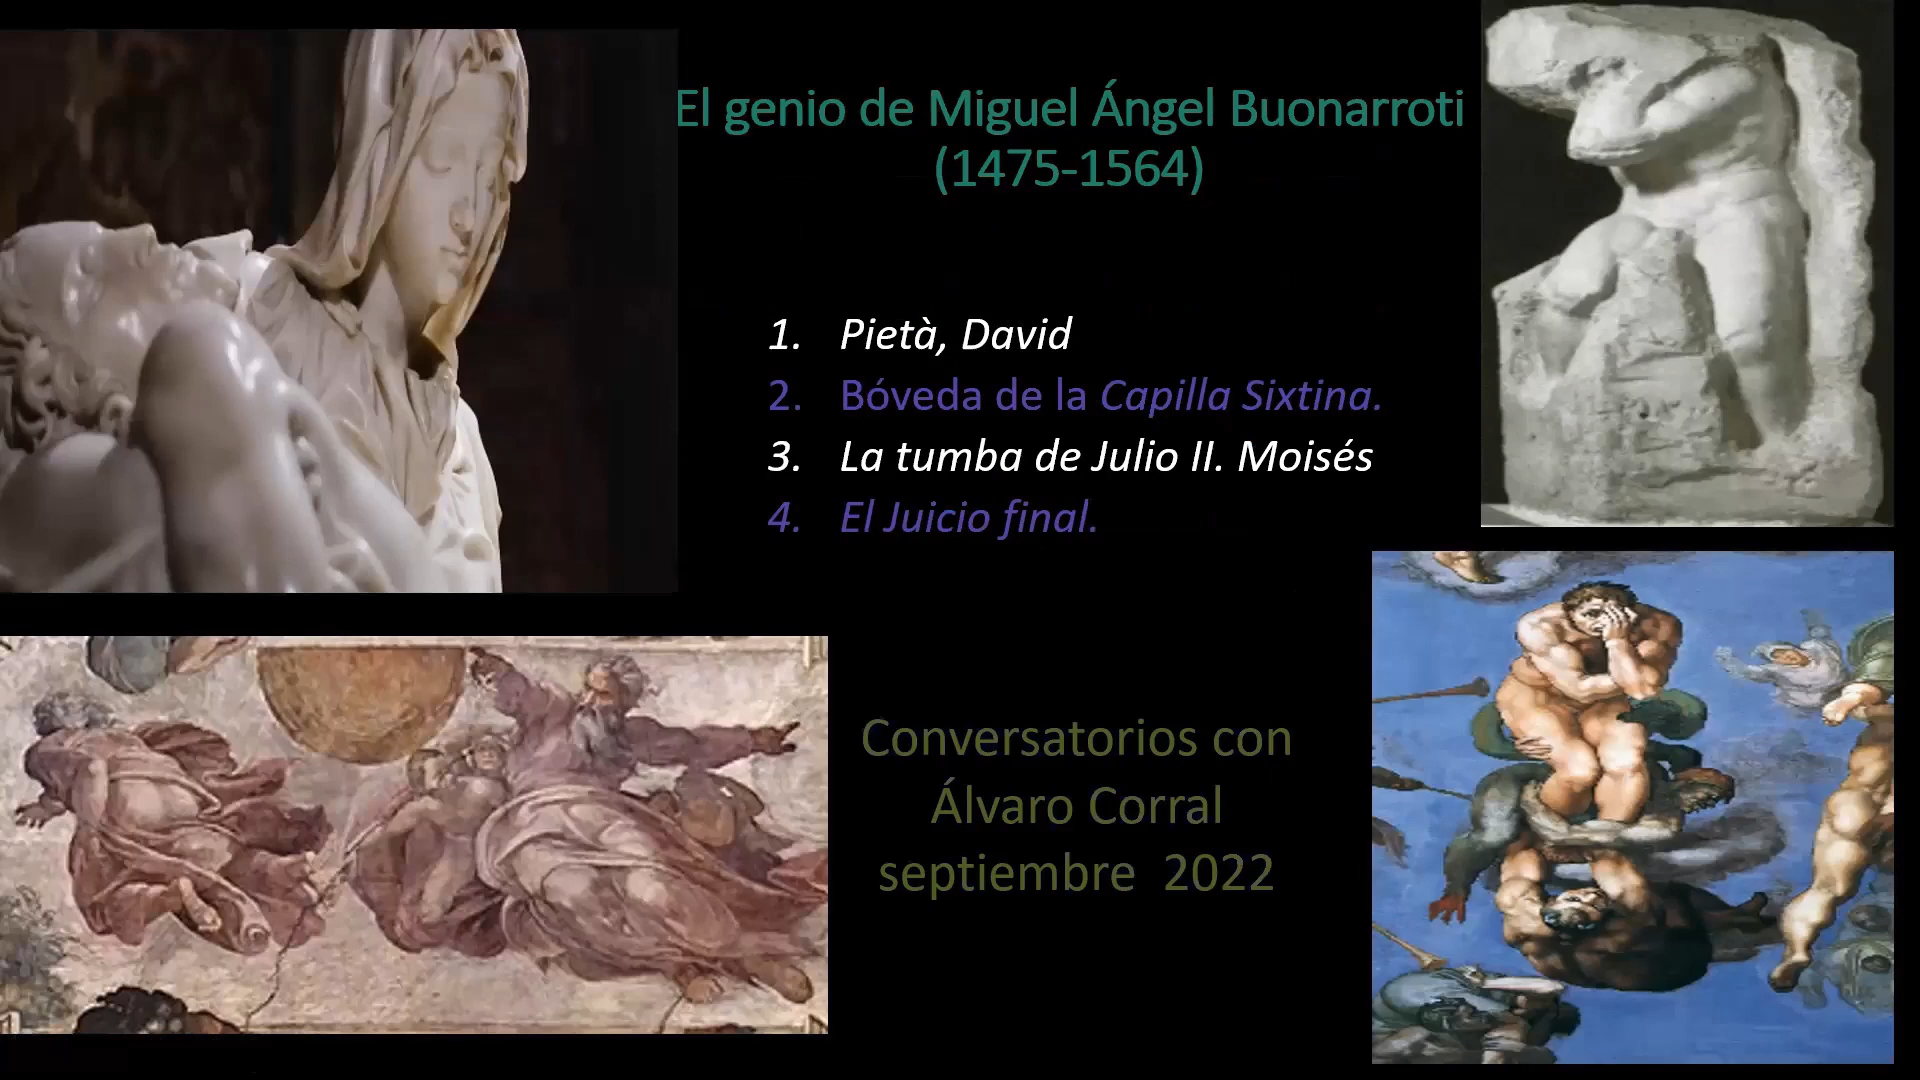 El genio de Miguel Ángel Buonarroti
(1475-1564)
1. Pietà, David
2. Bóveda de la Capilla Sixtina.
3. La tumba de Julio II. Moisés
4. El Juicio final.
Conversatorios con
Álvaro Corral
septiembre 2022